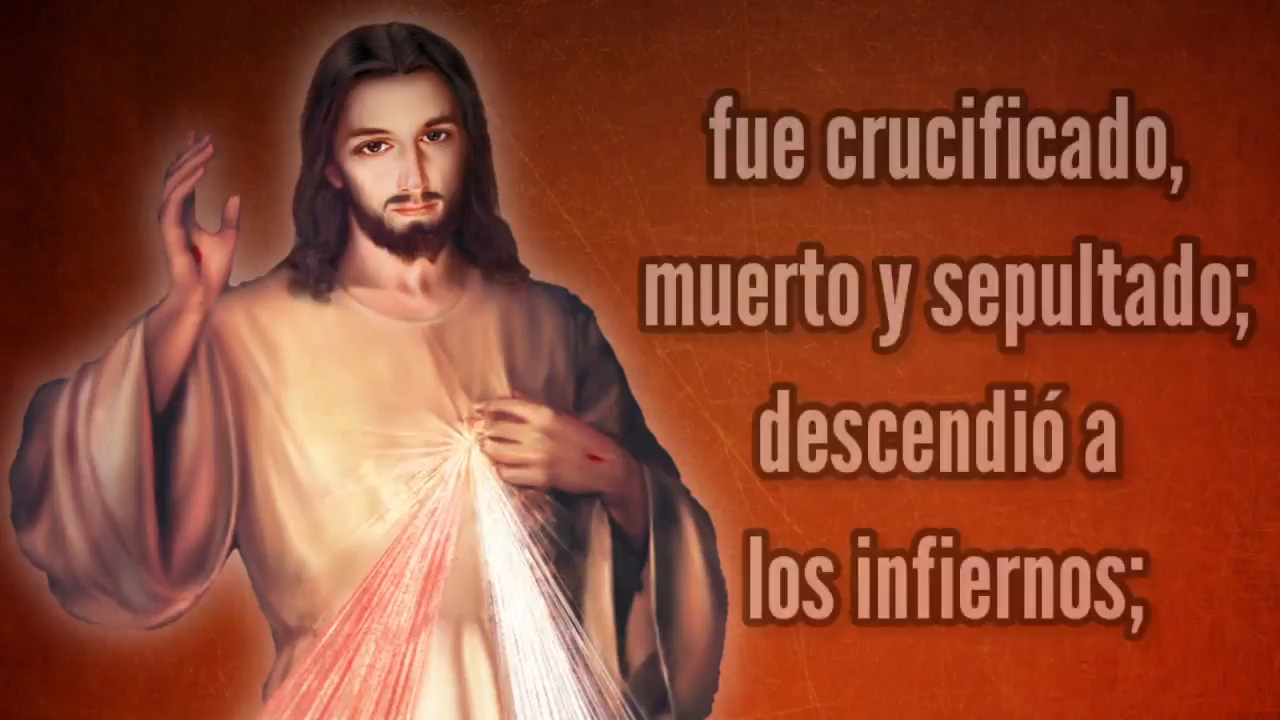 fue crucificado,
muerto y sepultado;
descendió a
los infiernos;